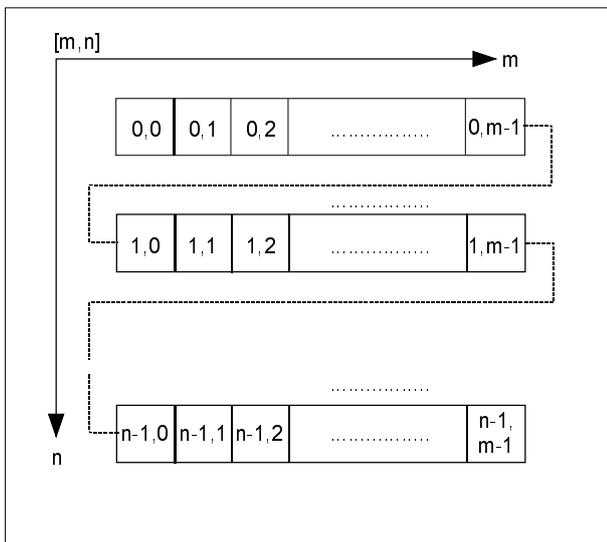 [m,n]
m
0,0 0,1 0,2 ................. 0,m-1
.................
1,0 1,1 1,2 ................. 1,m-1
.................
n-1,0 n-1,1 n-1,2 ................. n-1,
m-1
n